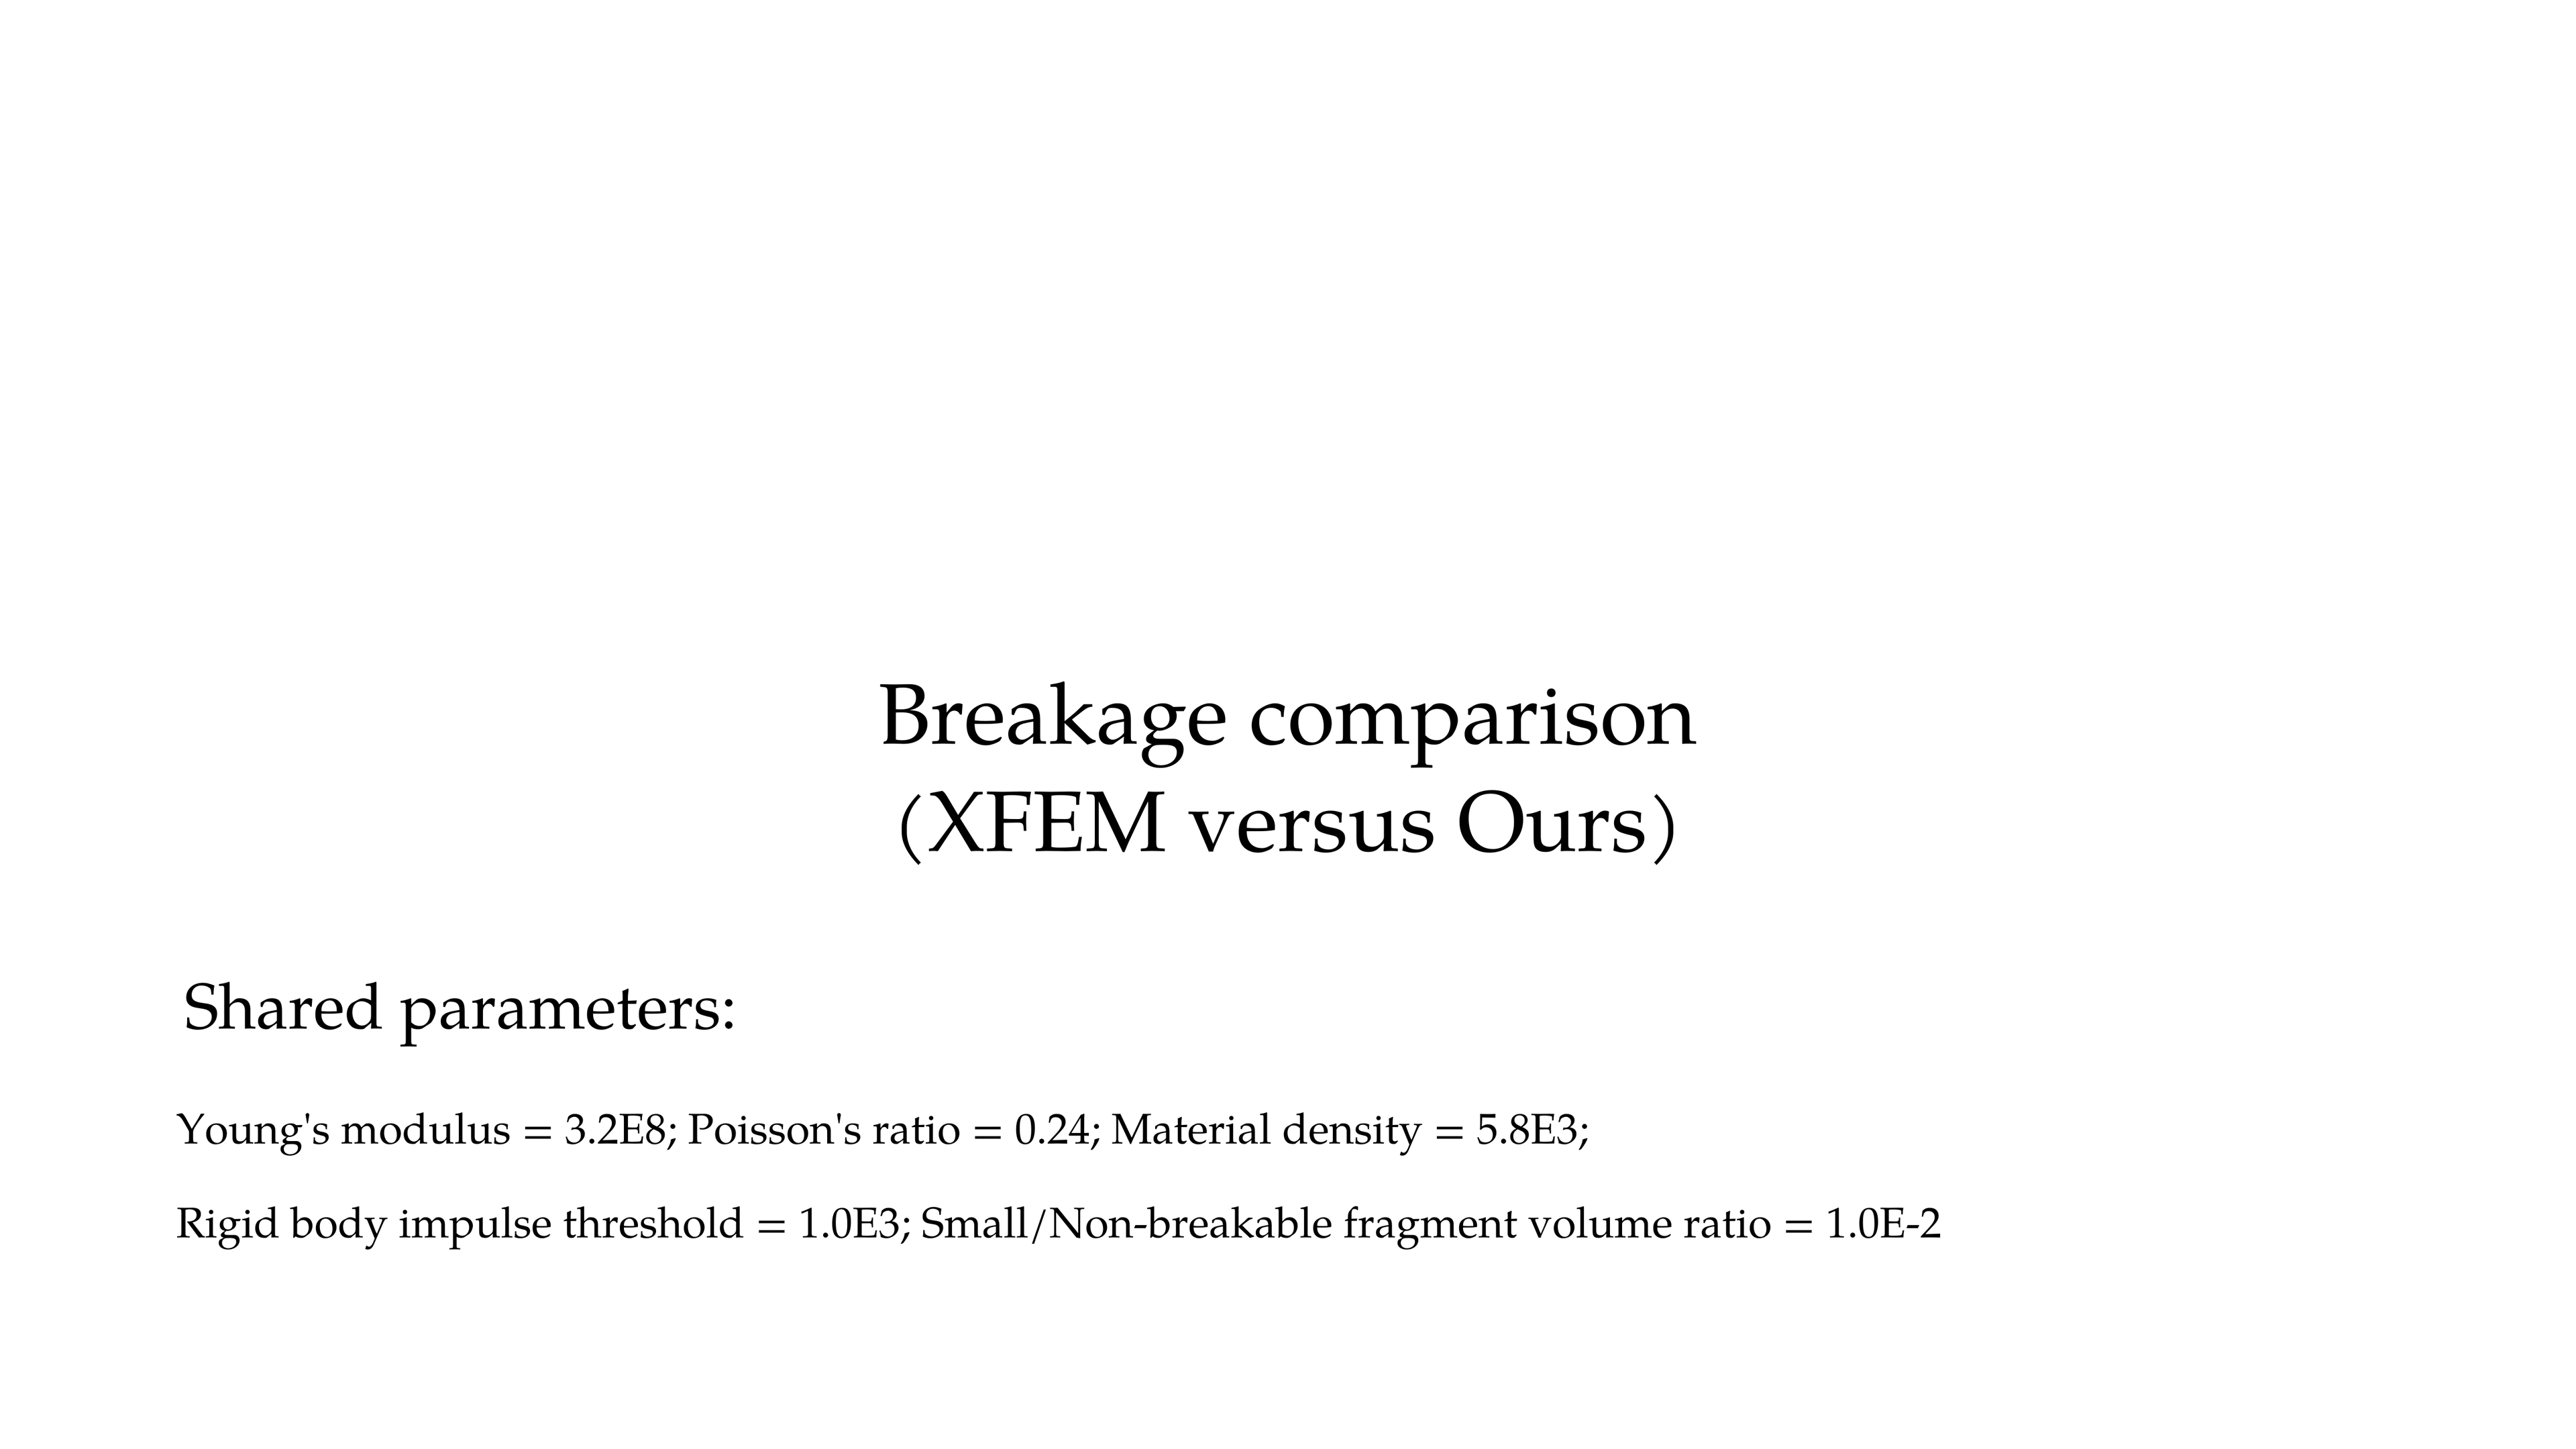 Breakage comparison
(XFEM versus Ours)
Shared parameters:
Young's modulus = 3.2E8; Poisson's ratio = 0.24; Material density = 5.8E3;
Rigid body impulse threshold = 1.0E3; Small/Non-breakable fragment volume ratio = 1.0E-2